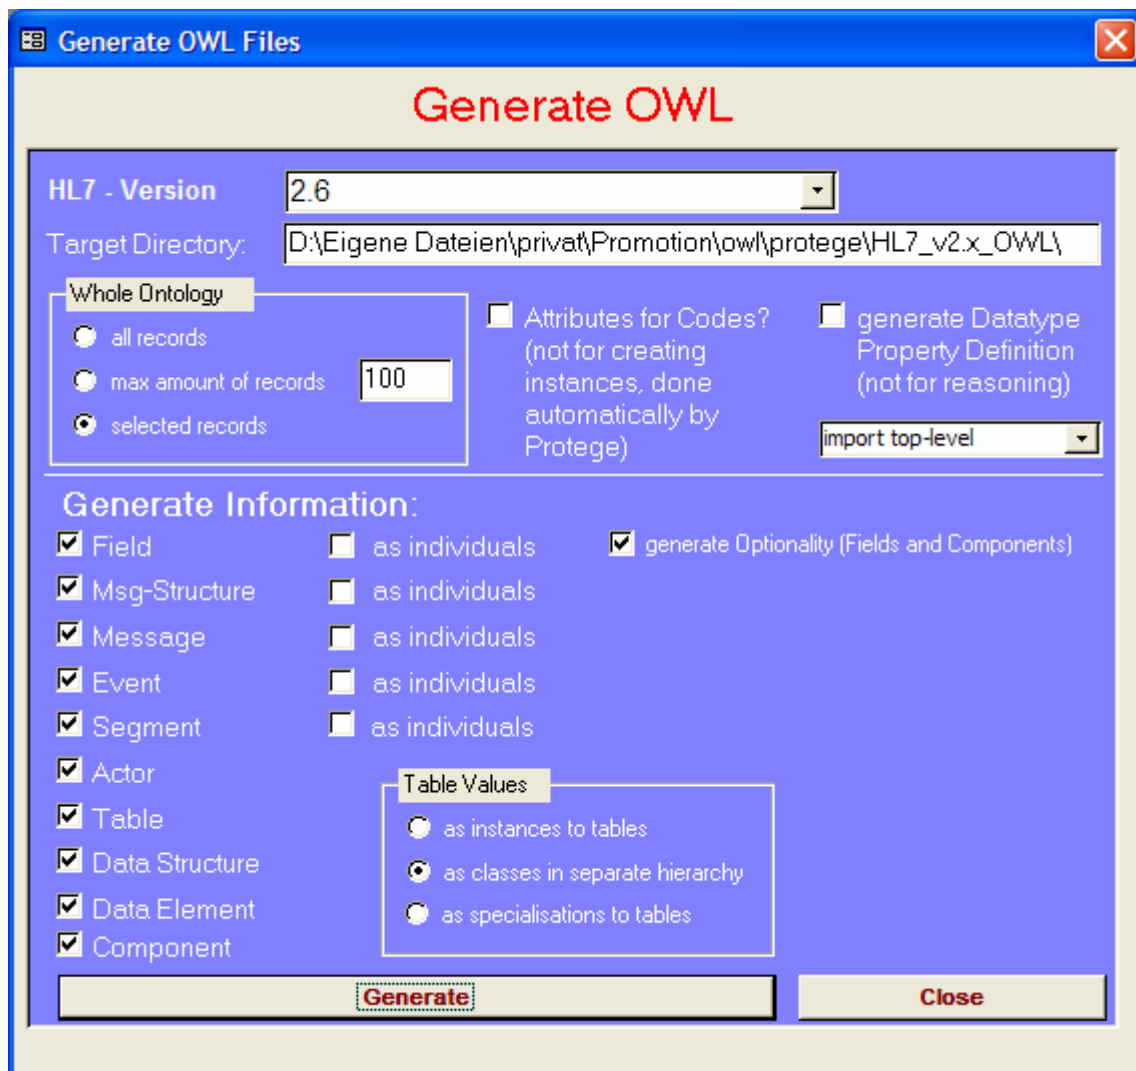 Generate OWL Files
Generate OWL
HL7 - Version
2.6
Target Directory:
D:\Eigene Dateien\privat\Promotion\owl\protege\HL7_v2.x_OWL\
Whole Ontology
all records
max amount of records
100
selected records
Attributes for Codes?
(not for creating
instances, done
automatically by
Protege)
generate Datatype
Property Definition
(not for reasoning)
import top-level
Generate Information:
Field
as individuals
generate Optionality (Fields and Components)
Msg-Structure
as individuals
Message
as individuals
Event
as individuals
Segment
as individuals
Actor
Table
Data Structure
Data Element
Component
Table Values
as instances to tables
as classes in separate hierarchy
as specialisations to tables
Generate
Close